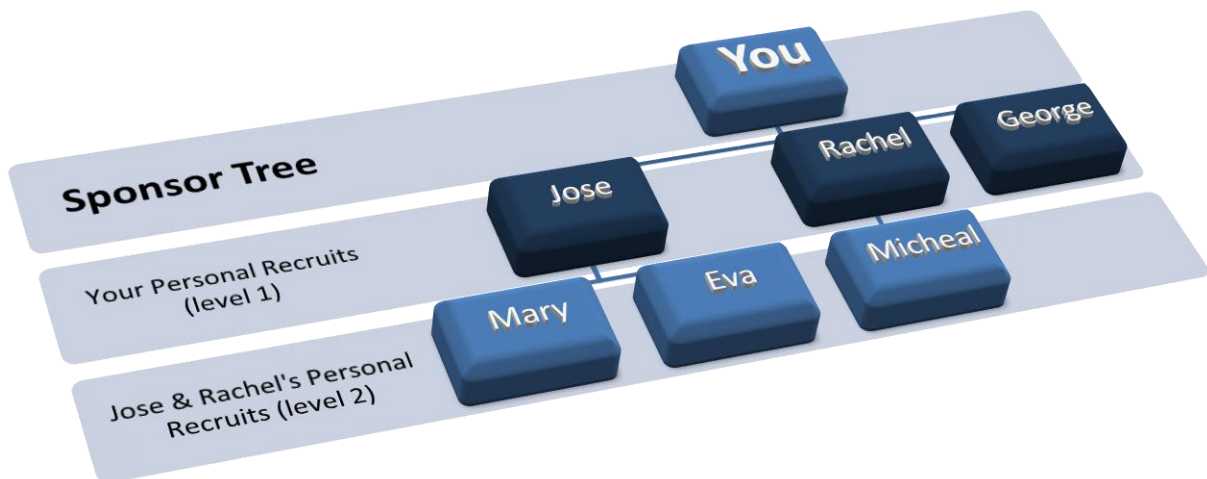 You
Sponsor Tree
Jose
Rachel
George
Your Personal Recruits
(level 1)
Mary
Eva
Micheal
Jose & Rachel's Personal
Recruits (level 2)